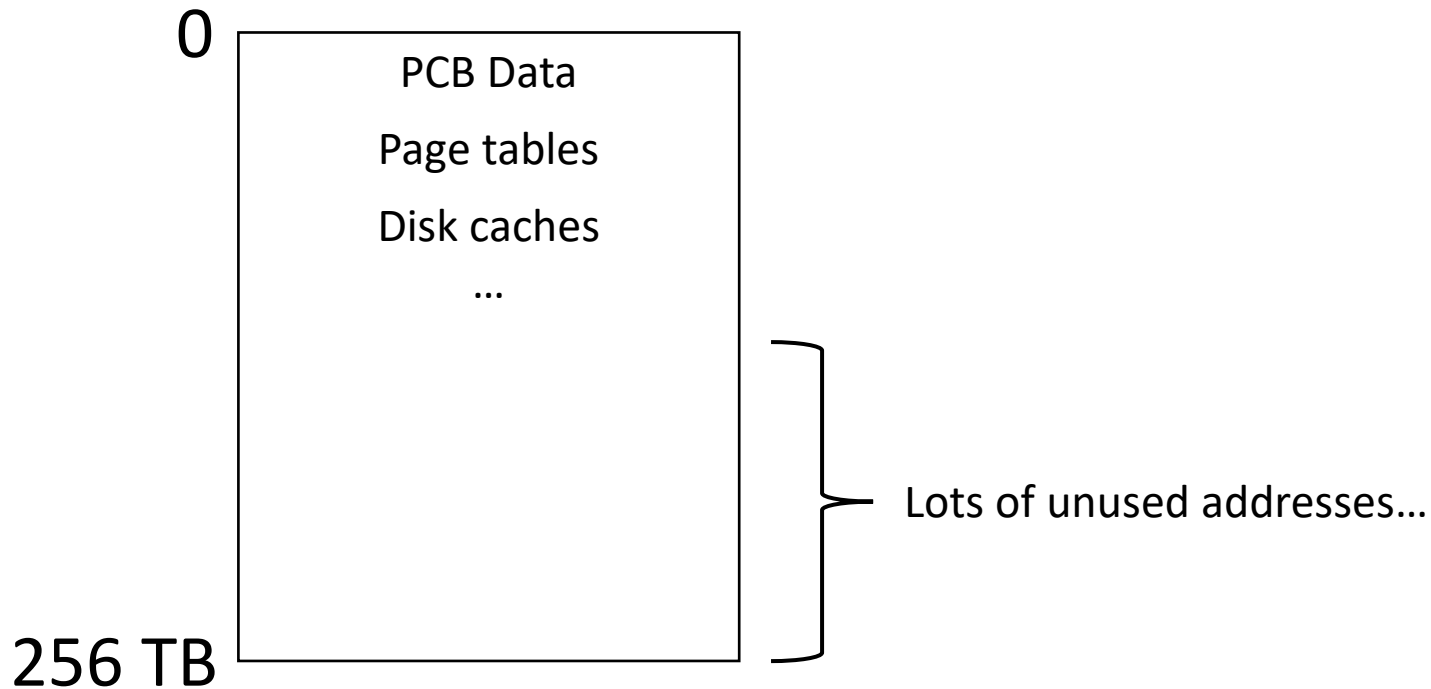 0
PCB Data
Page tables
Disk caches
…
Lots of unused addresses…
256 TB